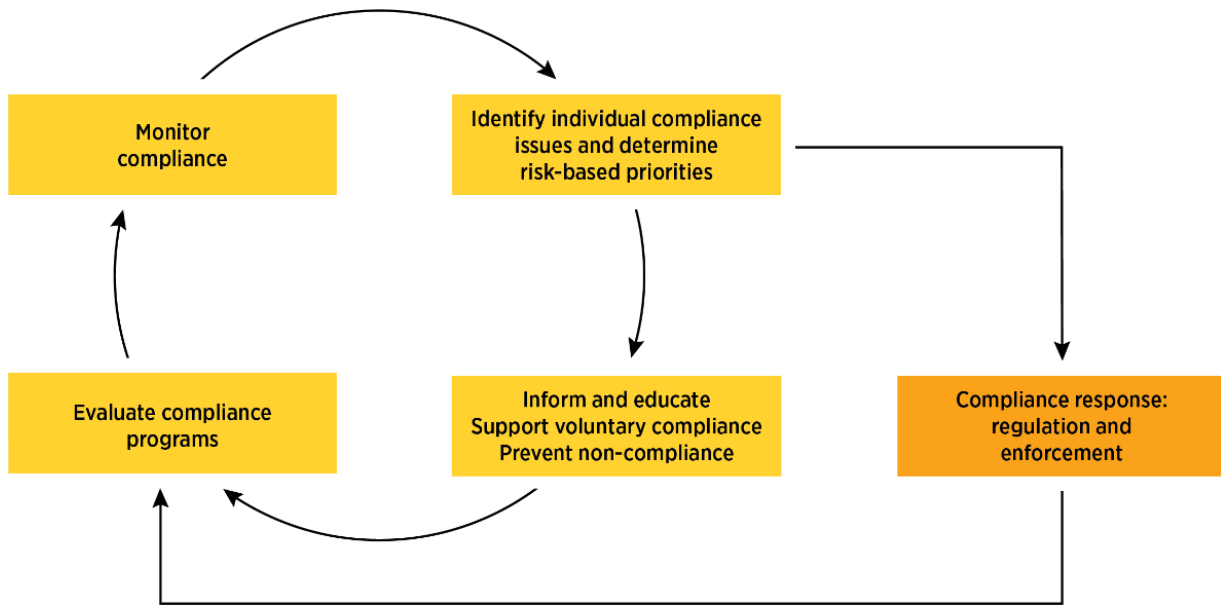 Monitor
compliance
Identify individual compliance
issues and determine
risk-based priorities
Evaluate compliance
programs
Inform and educate
Support voluntary compliance
Prevent non-compliance
Compliance response:
regulation and
enforcement